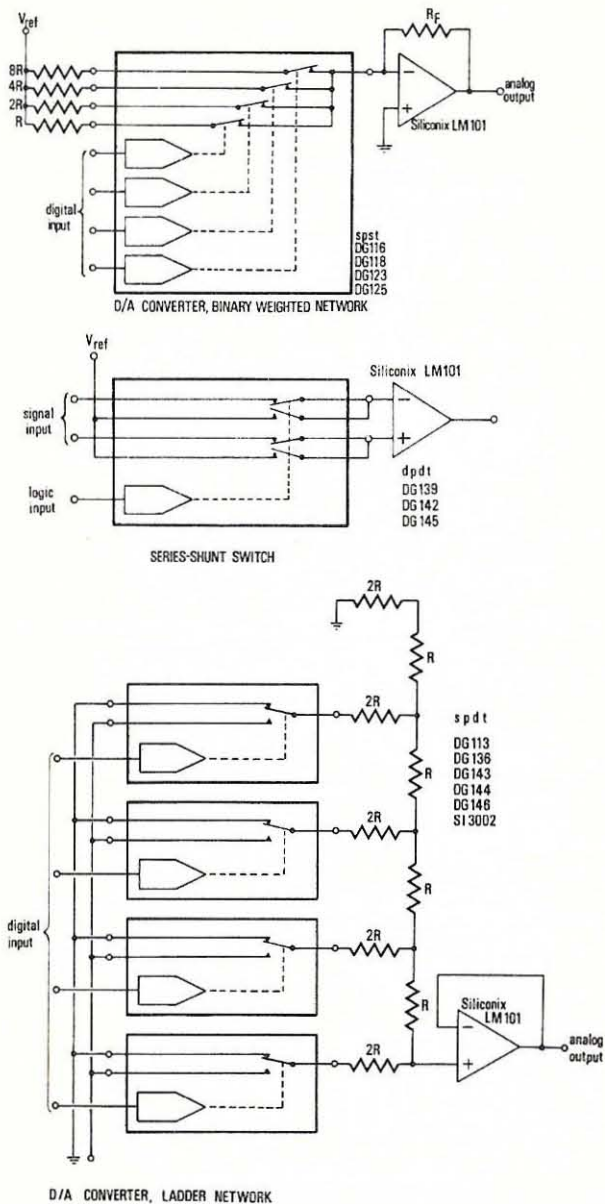 Vref
8R
4R
2R
R
RF
−
+
analog
output
Siliconix LM101
digital
input
spst
DG116
DG118
DG123
DG125
D/A CONVERTER, BINARY WEIGHTED NETWORK
Vref
Siliconix LM101
signal
input
−
+
logic
input
dpdt
DG139
DG142
DG145
SERIES-SHUNT SWITCH
2R
R
2R
spdt
DG113
DG136
DG143
DG144
DG146
SI3002
R
2R
R
digital
input
2R
R
Siliconix
LM101
−
+
2R
analog
output
D/A CONVERTER, LADDER NETWORK